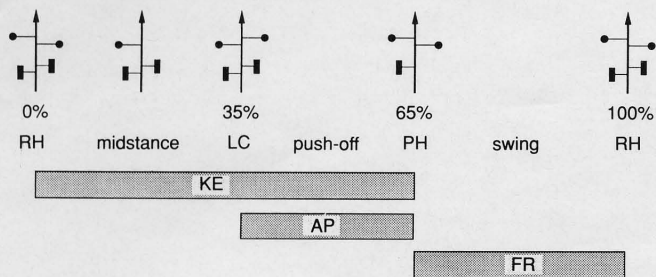 0% 35% 65% 100%
RH midstance LC push-off PH swing RH
KE
AP
FR